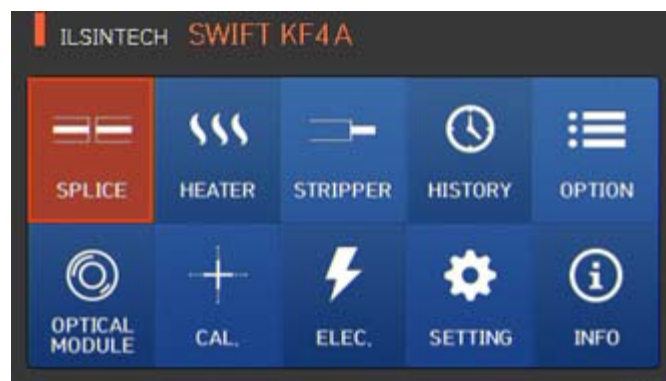 ILSINTECH SWIFT KF4A
SPLICE HEATER STRIPPER HISTORY OPTION
OPTICAL MODULE CAL. ELEC. SETTING INFO